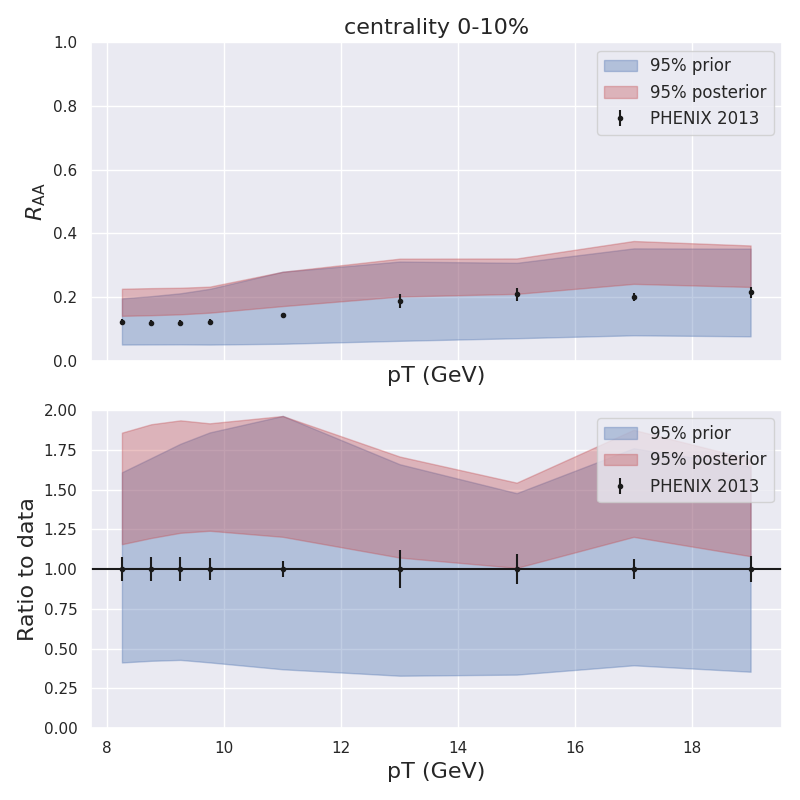 centrality 0-10%
1.0
0.8
0.6
0.4
0.2
0.0
R_AA
95% prior
95% posterior
PHENIX 2013
pT (GeV)
2.00
1.75
1.50
1.25
1.00
0.75
0.50
0.25
0.00
Ratio to data
95% prior
95% posterior
PHENIX 2013
8 10 12 14 16 18
pT (GeV)